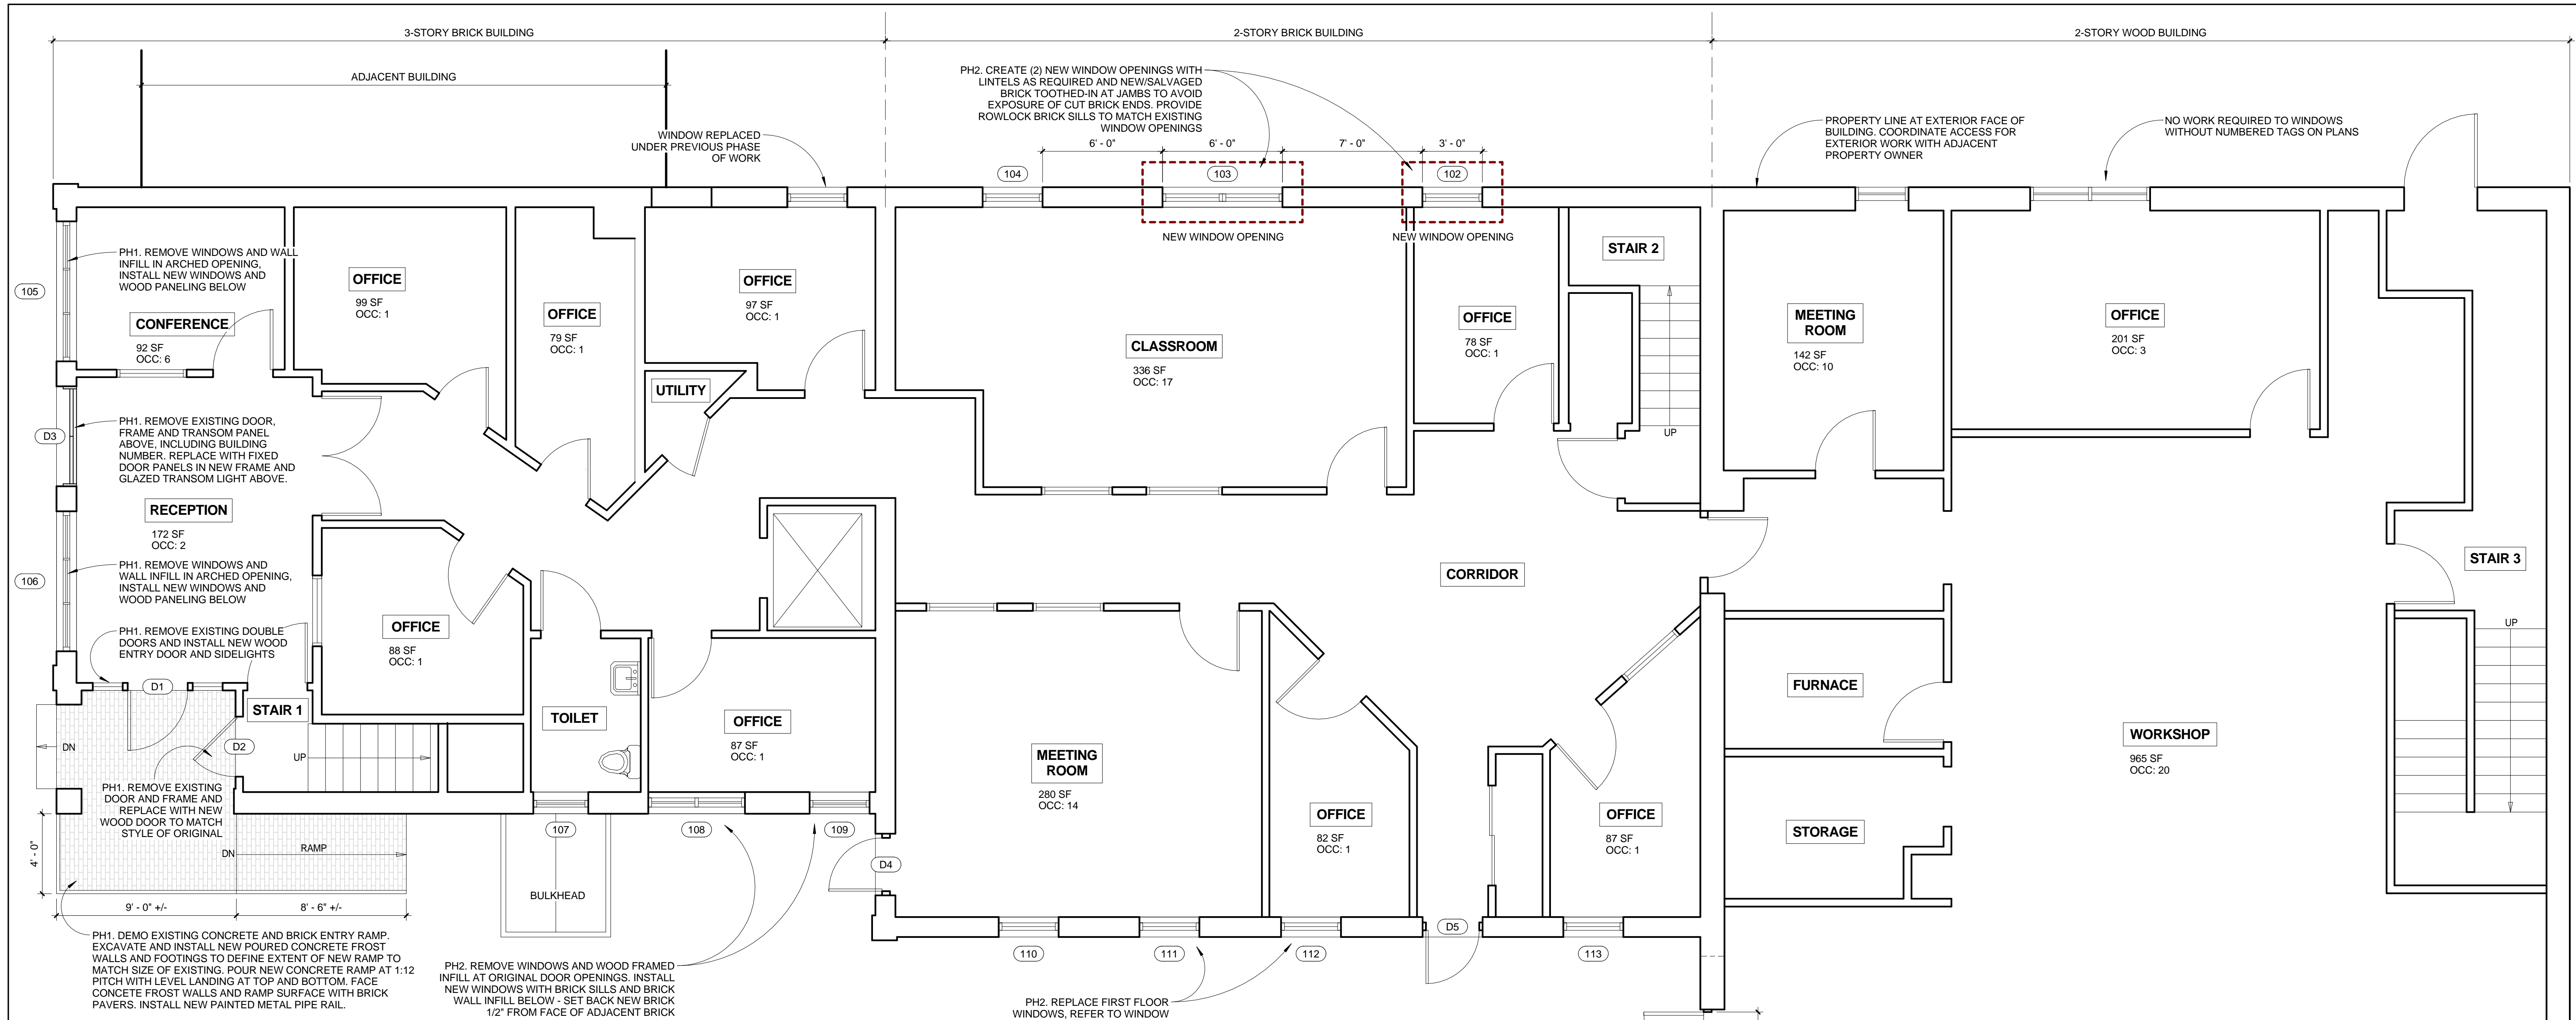 3-STORY BRICK BUILDING
2-STORY BRICK BUILDING
2-STORY WOOD BUILDING
ADJACENT BUILDING
PH2. CREATE (2) NEW WINDOW OPENINGS WITH
LINTELS AS REQUIRED AND NEW/SALVAGED
BRICK TOOTHED-IN AT JAMBS TO AVOID
EXPOSURE OF CUT BRICK ENDS. PROVIDE
ROWLOCK BRICK SILLS TO MATCH EXISTING
WINDOW OPENINGS
WINDOW REPLACED
UNDER PREVIOUS PHASE
OF WORK
PROPERTY LINE AT EXTERIOR FACE OF
BUILDING. COORDINATE ACCESS FOR
EXTERIOR WORK WITH ADJACENT
PROPERTY OWNER
NO WORK REQUIRED TO WINDOWS
WITHOUT NUMBERED TAGS ON PLANS
6' - 0"
6' - 0"
7' - 0"
3' - 0"
104
103
102
NEW WINDOW OPENING
NEW WINDOW OPENING
PH1. REMOVE WINDOWS AND WALL
INFILL IN ARCHED OPENING,
INSTALL NEW WINDOWS AND
WOOD PANELING BELOW
105
CONFERENCE
92 SF
OCC: 6
OFFICE
99 SF
OCC: 1
OFFICE
79 SF
OCC: 1
OFFICE
97 SF
OCC: 1
UTILITY
CLASSROOM
336 SF
OCC: 17
OFFICE
78 SF
OCC: 1
STAIR 2
UP
MEETING
ROOM
142 SF
OCC: 10
OFFICE
201 SF
OCC: 3
D3
PH1. REMOVE EXISTING DOOR,
FRAME AND TRANSOM PANEL
ABOVE, INCLUDING BUILDING
NUMBER. REPLACE WITH FIXED
DOOR PANELS IN NEW FRAME AND
GLAZED TRANSOM LIGHT ABOVE.
RECEPTION
172 SF
OCC: 2
106
PH1. REMOVE WINDOWS AND
WALL INFILL IN ARCHED OPENING,
INSTALL NEW WINDOWS AND
WOOD PANELING BELOW
PH1. REMOVE EXISTING DOUBLE
DOORS AND INSTALL NEW WOOD
ENTRY DOOR AND SIDELIGHTS
OFFICE
88 SF
OCC: 1
CORRIDOR
STAIR 3
UP
D1
STAIR 1
D2
DN
UP
TOILET
OFFICE
87 SF
OCC: 1
MEETING
ROOM
280 SF
OCC: 14
OFFICE
82 SF
OCC: 1
OFFICE
87 SF
OCC: 1
FURNACE
STORAGE
WORKSHOP
965 SF
OCC: 20
PH1. REMOVE EXISTING
DOOR AND FRAME AND
REPLACE WITH NEW
WOOD DOOR TO MATCH
STYLE OF ORIGINAL
4' - 0"
DN
RAMP
107
108
109
D4
BULKHEAD
9' - 0" +/-
8' - 6" +/-
110
111
112
D5
113
PH1. DEMO EXISTING CONCRETE AND BRICK ENTRY RAMP.
EXCAVATE AND INSTALL NEW POURED CONCRETE FROST
WALLS AND FOOTINGS TO DEFINE EXTENT OF NEW RAMP TO
MATCH SIZE OF EXISTING. POUR NEW CONCRETE RAMP AT 1:12
PITCH WITH LEVEL LANDING AT TOP AND BOTTOM. FACE
CONCETE FROST WALLS AND RAMP SURFACE WITH BRICK
PAVERS. INSTALL NEW PAINTED METAL PIPE RAIL.
PH2. REMOVE WINDOWS AND WOOD FRAMED
INFILL AT ORIGINAL DOOR OPENINGS. INSTALL
NEW WINDOWS WITH BRICK SILLS AND BRICK
WALL INFILL BELOW - SET BACK NEW BRICK
1/2" FROM FACE OF ADJACENT BRICK
PH2. REPLACE FIRST FLOOR
WINDOWS, REFER TO WINDOW